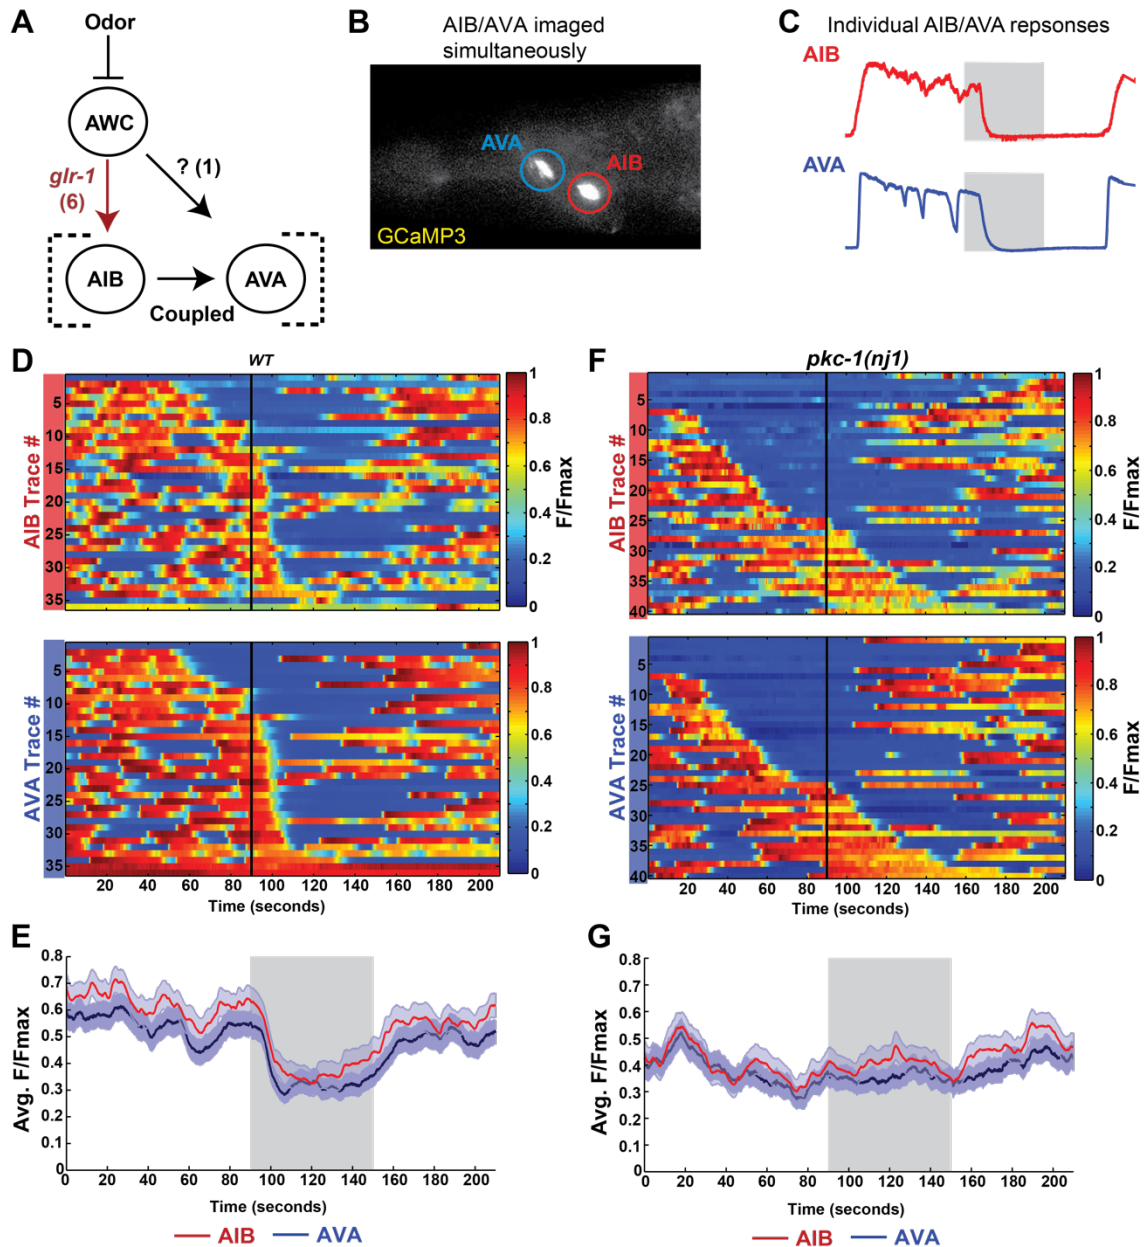 A
Odor
AWC
glr-1
(6)
? (1)
AIB
AVA
Coupled
B
AIB/AVA imaged
simultaneously
AVA
AIB
GCaMP3
C
Individual AIB/AVA repsonses
AIB
AVA
D
WT
AIB Trace #
5
10
15
20
25
30
35
1
0.8
0.6
0.4
0.2
0
F/Fmax
AVA Trace #
5
10
15
20
25
30
35
0 20 40 60 80 100 120 140 160 180 200
Time (seconds)
1
0.8
0.6
0.4
0.2
0
F/Fmax
F
pkc-1(nj1)
AIB Trace #
5
10
15
20
25
30
35
40
1
0.8
0.6
0.4
0.2
0
F/Fmax
AVA Trace #
5
10
15
20
25
30
35
40
20 40 60 80 100 120 140 160 180 200
Time (seconds)
1
0.8
0.6
0.4
0.2
0
F/Fmax
E
Avg. F/Fmax
0.8
0.7
0.6
0.5
0.4
0.3
0.2
0.1
0
0 20 40 60 80 100 120 140 160 180 200
Time (seconds)
AIB AVA
G
Avg. F/Fmax
0.8
0.7
0.6
0.5
0.4
0.3
0.2
0.1
0
0 20 40 60 80 100 120 140 160 180 200
Time (seconds)
AIB AVA